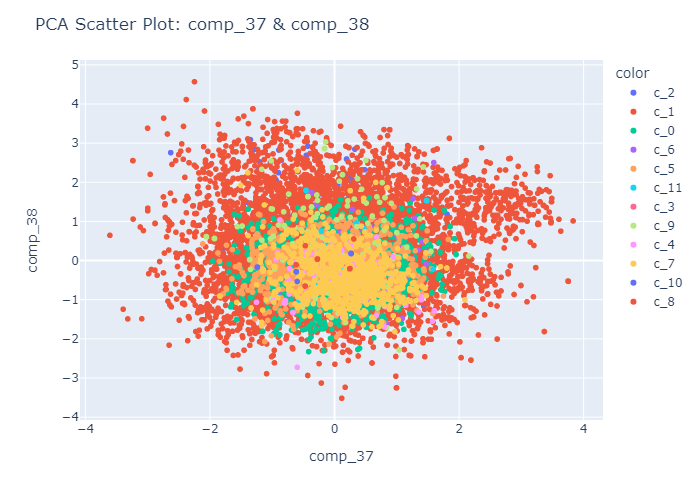 PCA Scatter Plot: comp_37 & comp_38
color
c_2
c_1
c_0
c_6
c_5
c_11
c_3
c_9
c_4
c_7
c_10
c_8
5
4
3
2
1
0
−1
−2
−3
−4
comp_38
−4
−2
0
2
4
comp_37